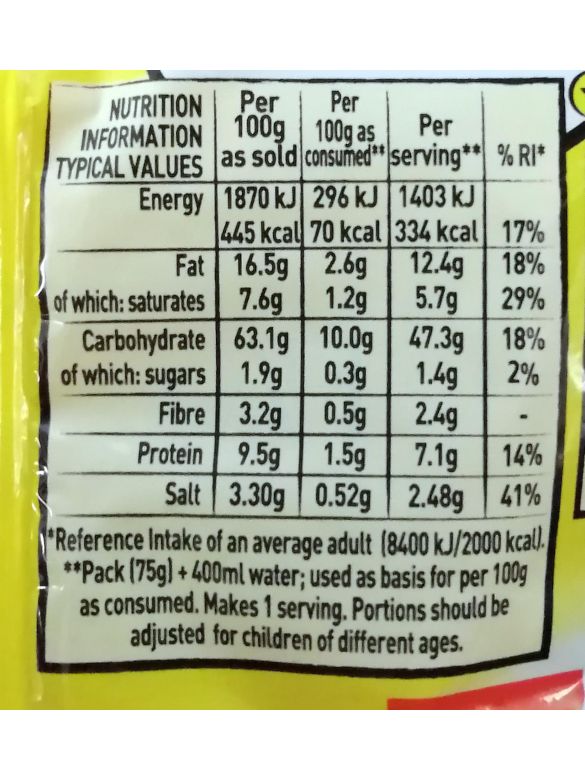 NUTRITION INFORMATION TYPICAL VALUES Per 100g as sold Per 100g as consumed** Per serving** % RI*
Energy 1870 kJ 296 kJ 1403 kJ
445 kcal 70 kcal 334 kcal 17%
Fat 16.5g 2.6g 12.4g 18%
of which: saturates 7.6g 1.2g 5.7g 29%
Carbohydrate 63.1g 10.0g 47.3g 18%
of which: sugars 1.9g 0.3g 1.4g 2%
Fibre 3.2g 0.5g 2.4g -
Protein 9.5g 1.5g 7.1g 14%
Salt 3.30g 0.52g 2.48g 41%
*Reference Intake of an average adult (8400 kJ/2000 kcal).
**Pack (75g) + 400ml water; used as basis for per 100g
as consumed. Makes 1 serving. Portions should be
adjusted for children of different ages.